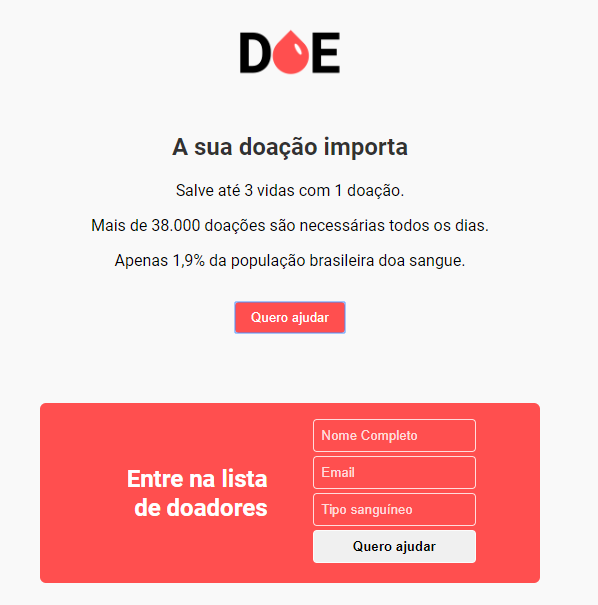 DOE
A sua doação importa
Salve até 3 vidas com 1 doação.
Mais de 38.000 doações são necessárias todos os dias.
Apenas 1,9% da população brasileira doa sangue.
Quero ajudar
Entre na lista
de doadores
Nome Completo
Email
Tipo sanguíneo
Quero ajudar